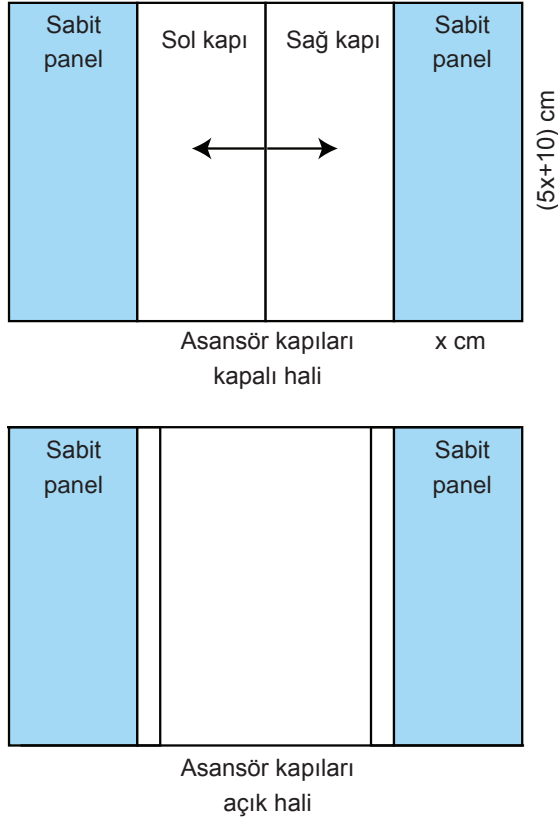 Sabit
panel
Sol kapı
Sağ kapı
Sabit
panel
(5x+10) cm
Asansör kapıları
kapalı hali
x cm
Sabit
panel
Sabit
panel
Asansör kapıları
açık hali